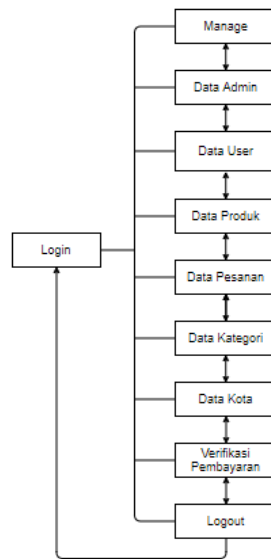 Manage
Data Admin
Data User
Data Produk
Login
Data Pesanan
Data Kategori
Data Kota
Verifikasi
Pembayaran
Logout